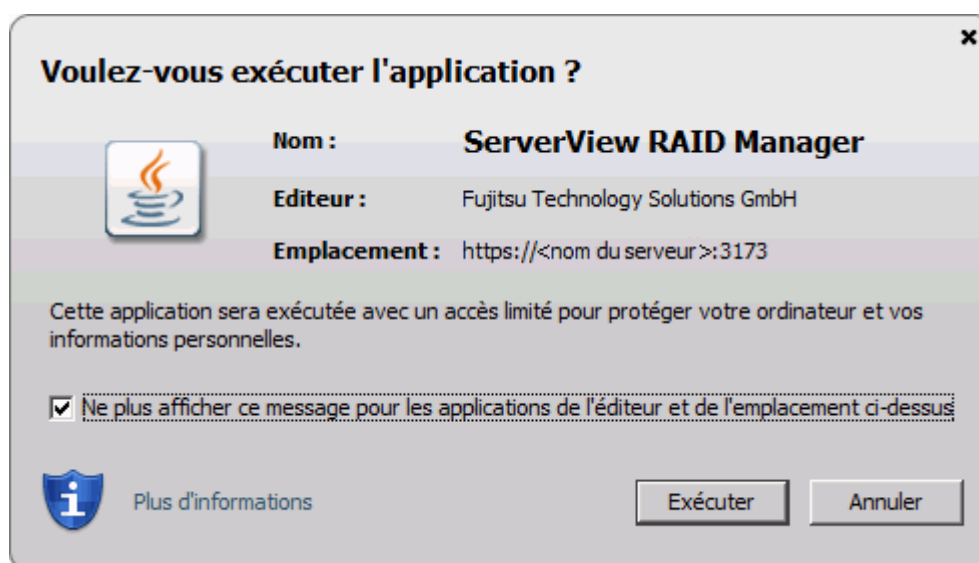 Voulez-vous exécuter l'application ?
Nom : ServerView RAID Manager
Editeur : Fujitsu Technology Solutions GmbH
Emplacement : https://<nom du serveur>:3173
Cette application sera exécutée avec un accès limité pour protéger votre ordinateur et vos
informations personnelles.
Ne plus afficher ce message pour les applications de l'éditeur et de l'emplacement ci-dessus
Plus d'informations
Exécuter Annuler